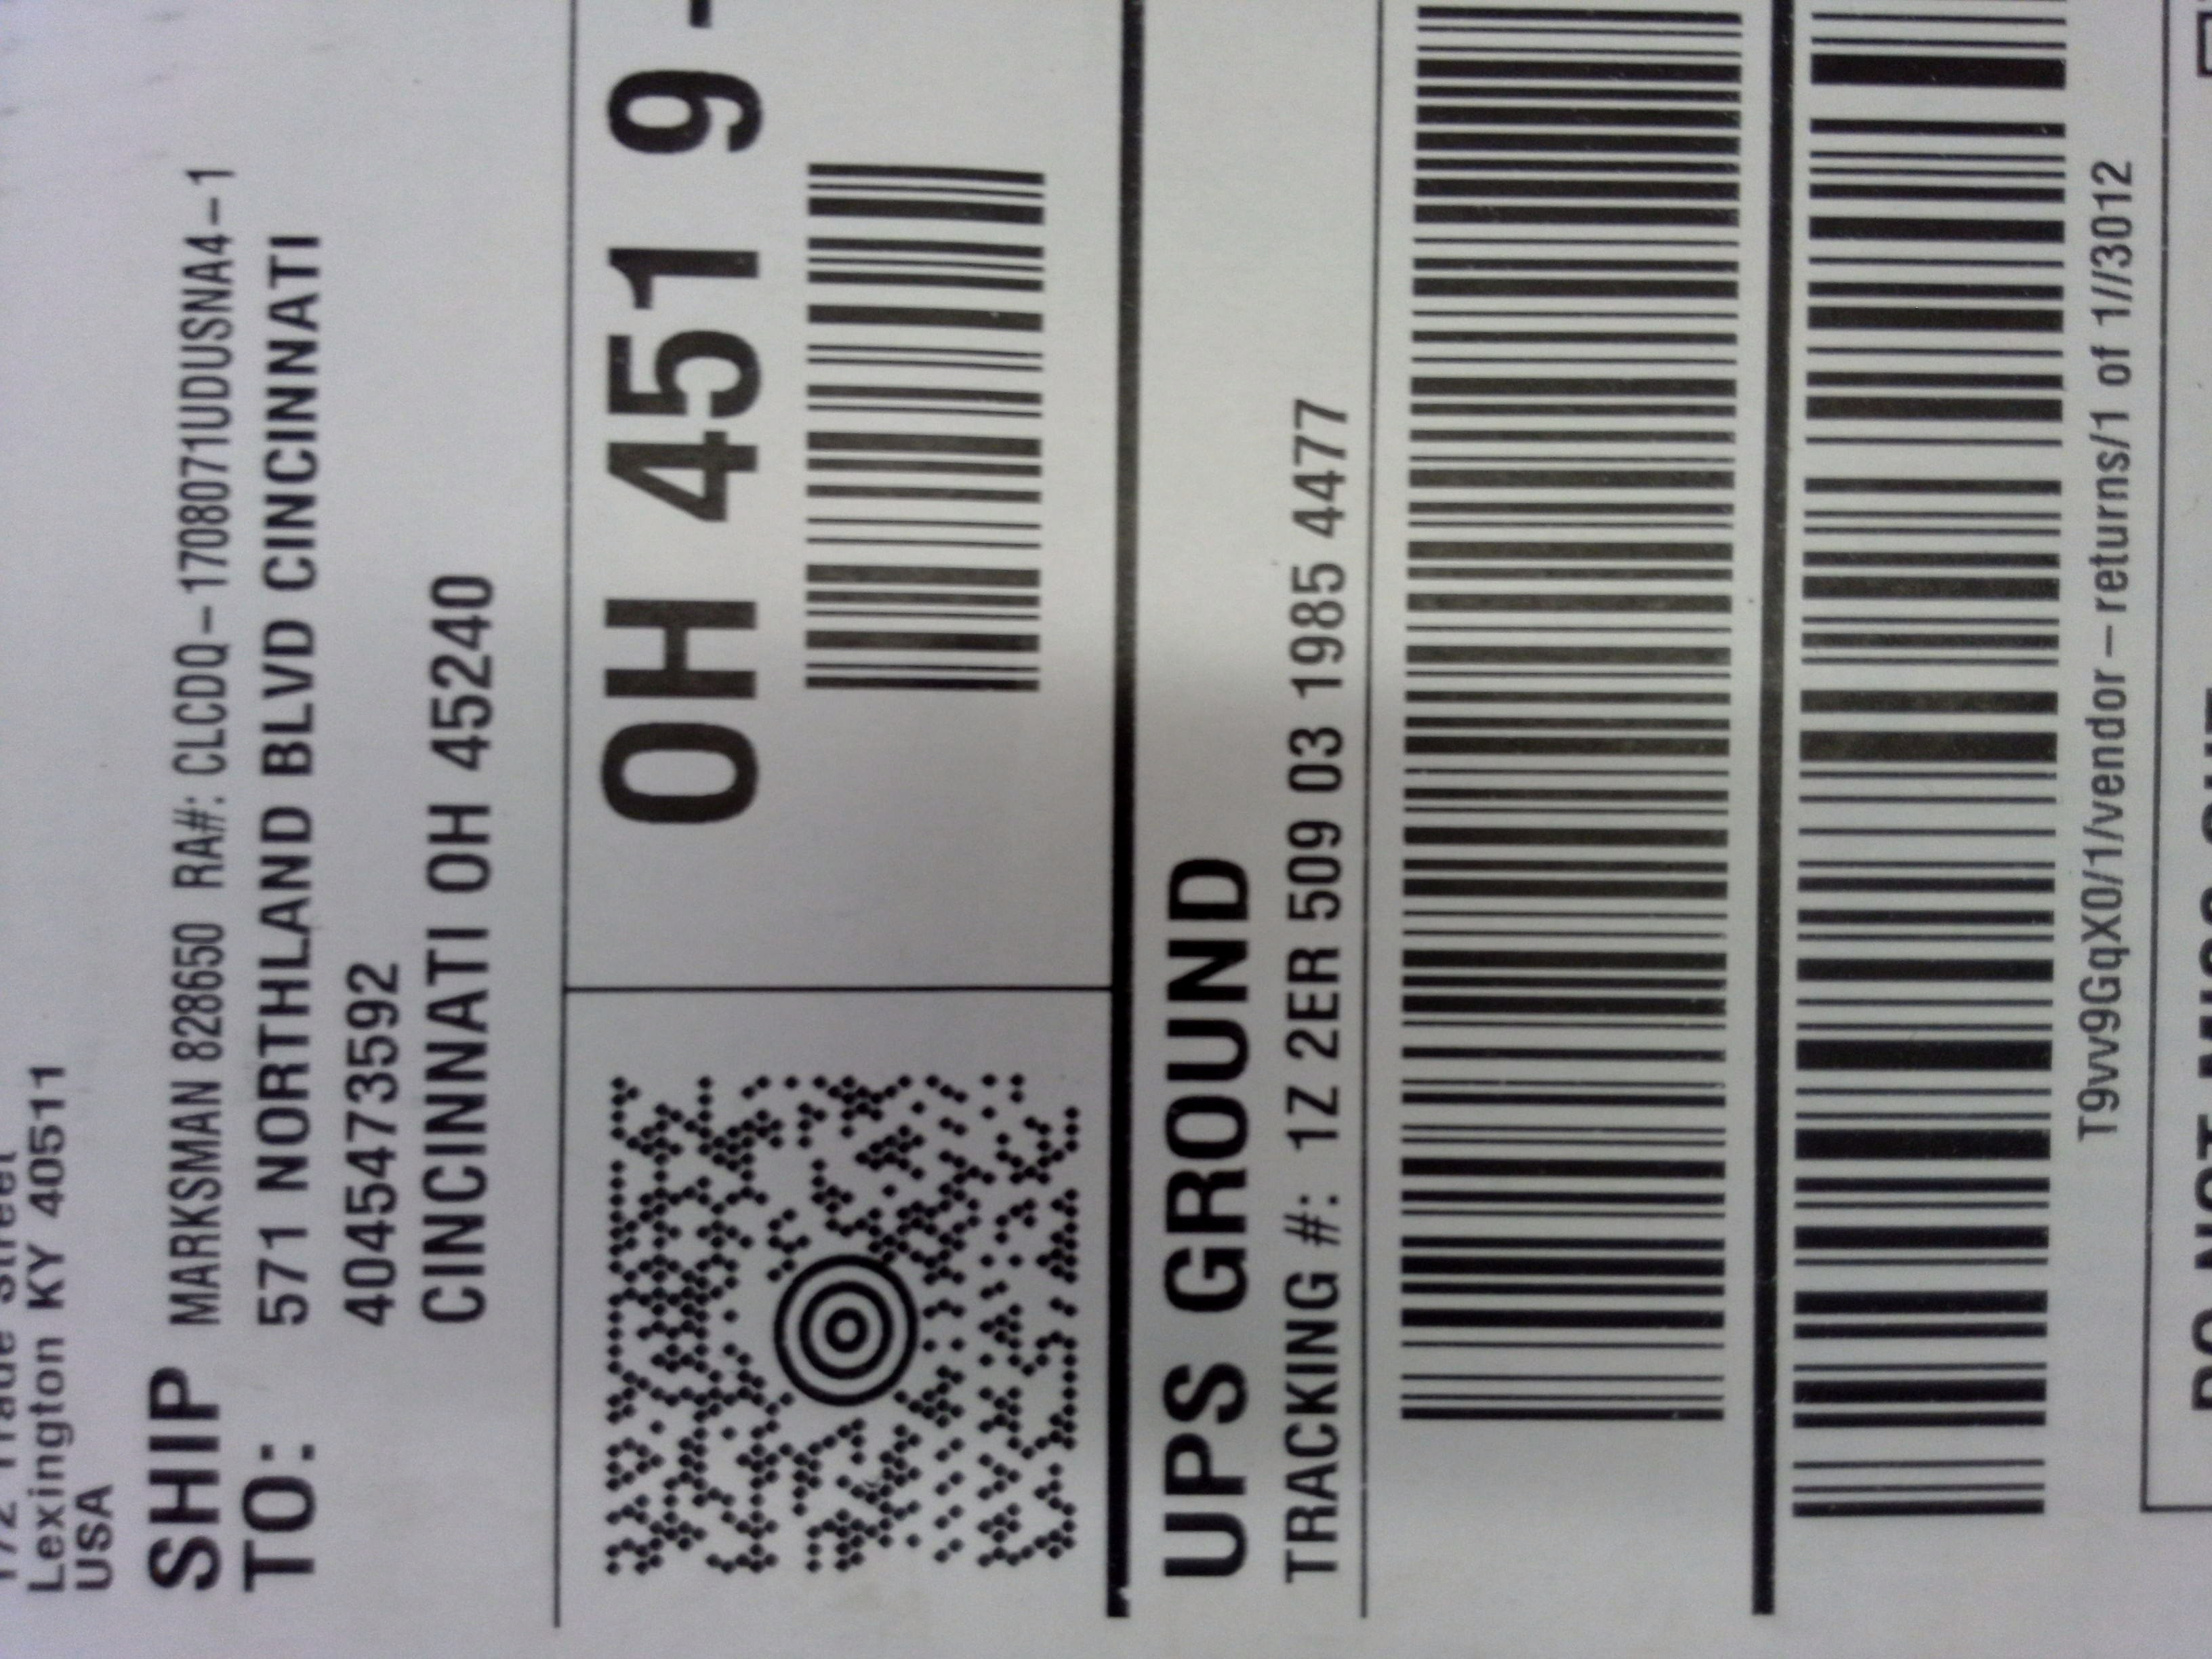 Lexington KY 40511
USA
SHIP
TO:
MARKSMAN 828650 RA#: CLCDQ-1708071UDUSNA4-1
571 NORTHLAND BLVD CINCINNATI
4045473592
CINCINNATI OH 45240
OH 451 9-
UPS GROUND
TRACKING #: 1Z 2ER 509 03 1985 4477
T9vv9GqX0/1/vendor-returns/1 of 1//3012